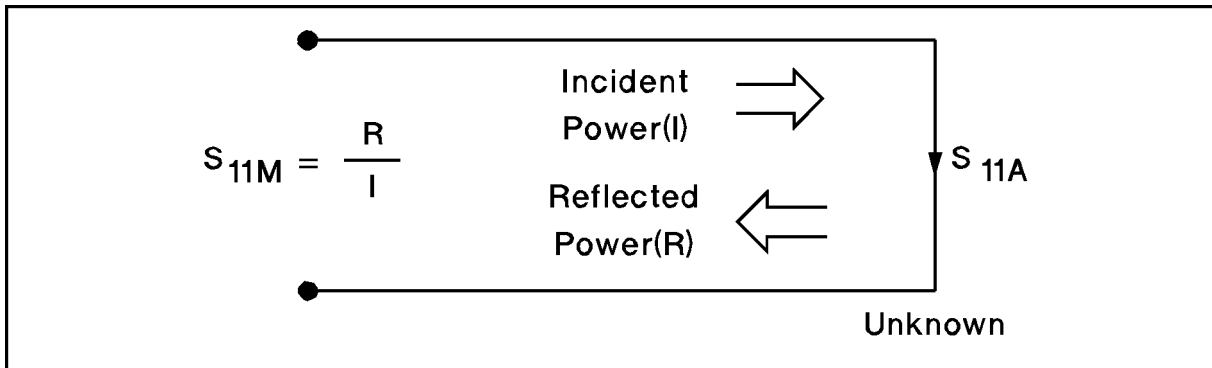 Incident
Power(I)
S11M = R/I
Reflected
Power(R)
S11A
Unknown